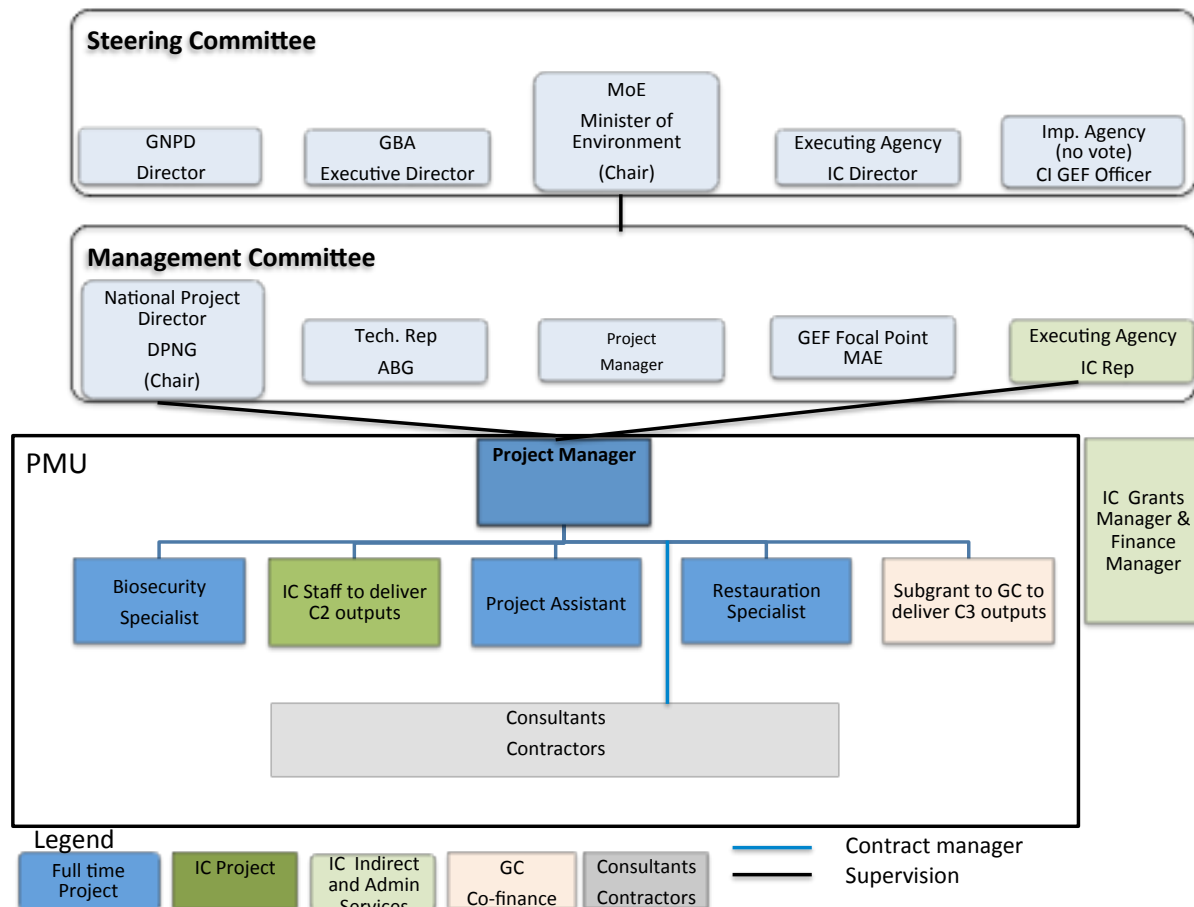 Steering Committee
GNPD
Director
GBA
Executive Director
MoE
Minister of
Environment
(Chair)
Executing Agency
IC Director
Imp. Agency
(no vote)
CI GEF Officer
Management Committee
National Project
Director
DPNG
(Chair)
Tech. Rep
ABG
Project
Manager
GEF Focal Point
MAE
Executing Agency
IC Rep
PMU
Project Manager
IC Grants
Manager &
Finance
Manager
Biosecurity
Specialist
IC Staff to deliver
C2 outputs
Project Assistant
Restauration
Specialist
Subgrant to GC to
deliver C3 outputs
Consultants
Contractors
Legend
Full time
Project
IC Project
IC Indirect
and Admin
Services
GC
Co-finance
Consultants
Contractors
Contract manager
Supervision